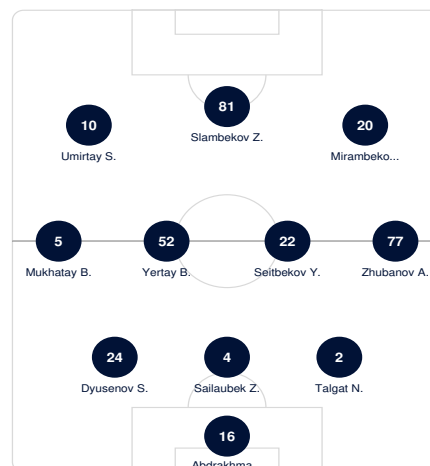 81
10
20
Slambekov Z.
Umirtay S.
Mirambeko...
5
52
22
77
Mukhatay B.
Yertay B.
Seitbekov Y.
Zhubanov A.
24
4
2
Dyusenov S.
Sailaubek Z.
Talgat N.
16
Abdrakhma...